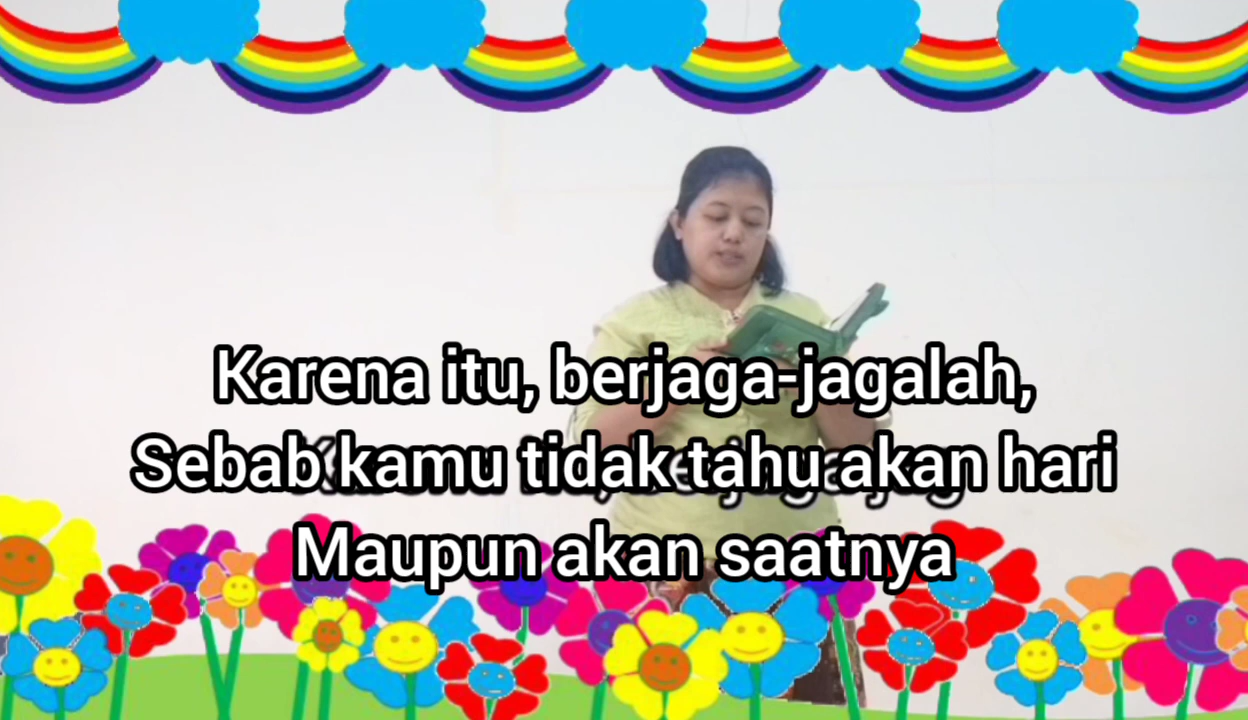 Karena itu, berjaga-jagalah,
Sebab kamu tidak tahu akan hari
Maupun akan saatnya